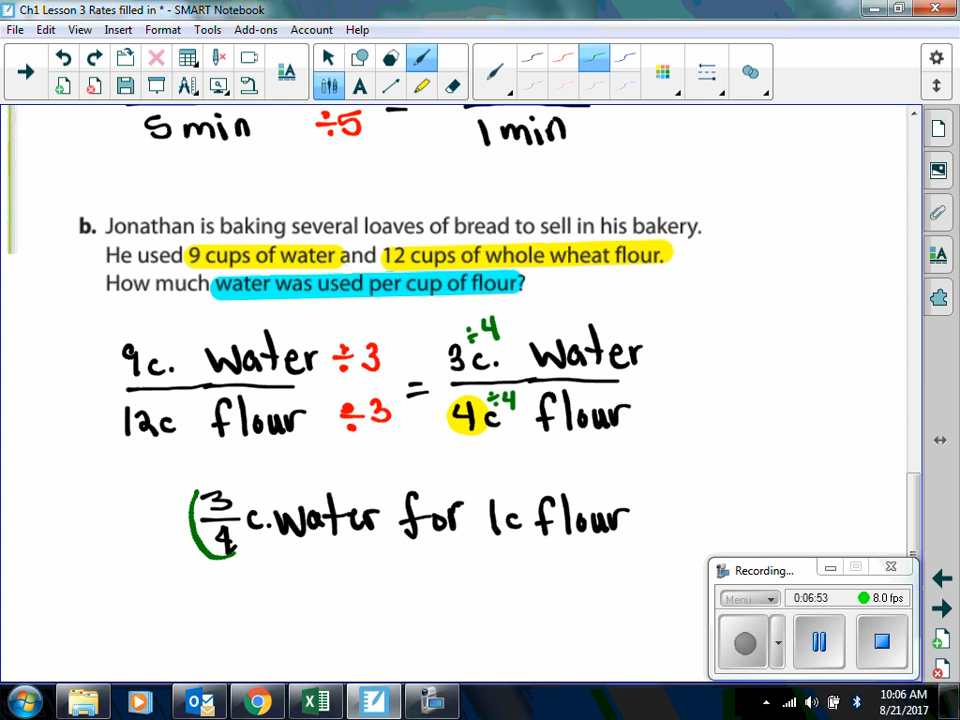 Ch1 Lesson 3 Rates filled in * - SMART Notebook
File Edit View Insert Format Tools Add-ons Account Help
5 min ÷5 = 1 min
b. Jonathan is baking several loaves of bread to sell in his bakery.
He used 9 cups of water and 12 cups of whole wheat flour.
How much water was used per cup of flour?
÷4
9c. water ÷3 = 3c. water
12c flour ÷3 4c ÷4 flour
3/4 c. water for 1c flour
Recording...
Menu 0:06:53 8.0 fps
10:06 AM
8/21/2017